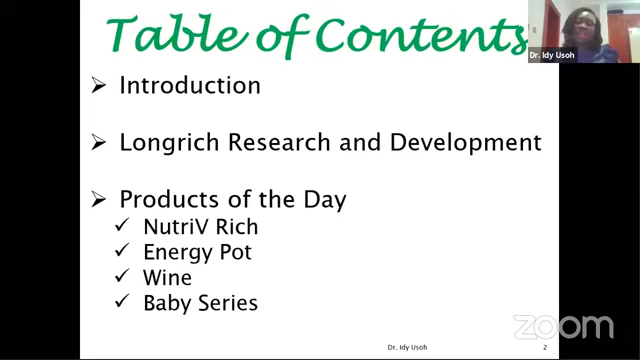 Table of Contents
Dr. Idy Usoh
➤ Introduction
➤ Longrich Research and Development
➤ Products of the Day
✓ NutriV Rich
✓ Energy Pot
✓ Wine
✓ Baby Series
zoom
Dr. Idy Usoh 2